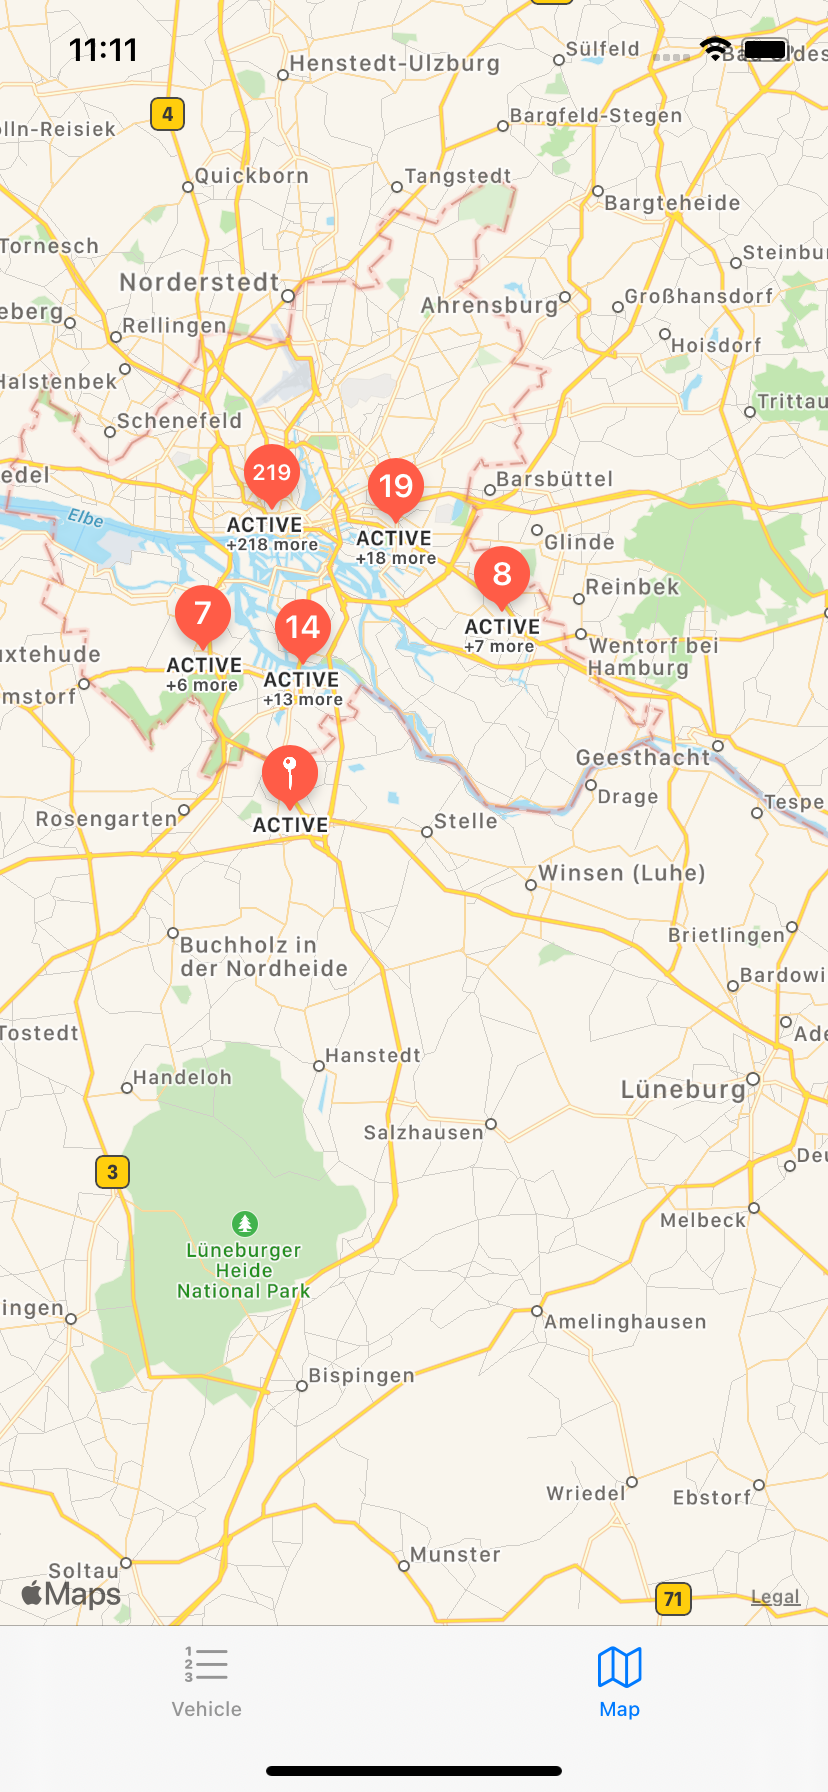 11:11
Sülfeld
Henstedt-Ulzburg
4
Bargfeld-Stegen
Quickborn
Tangstedt
Bargteheide
Tornesch
Norderstedt
Ahrensburg
Großhansdorf
Rellingen
Hoisdorf
Halstenbek
Schenefeld
219
ACTIVE
+218 more
19
ACTIVE
+18 more
Barsbüttel
Elbe
Glinde
8
ACTIVE
+7 more
Reinbek
7
ACTIVE
+6 more
14
ACTIVE
+13 more
Wentorf bei
Hamburg
Geesthacht
Drage
Tespe
ACTIVE
Rosengarten
Stelle
Winsen (Luhe)
Buchholz in
der Nordheide
Brietlingen
Tostedt
Hanstedt
Handeloh
Lüneburg
Salzhausen
3
Melbeck
Lüneburger
Heide
National Park
Amelinghausen
Bispingen
Wriedel
Ebstorf
Soltau
Munster
Maps
71
Legal
1
2
3
Vehicle
Map